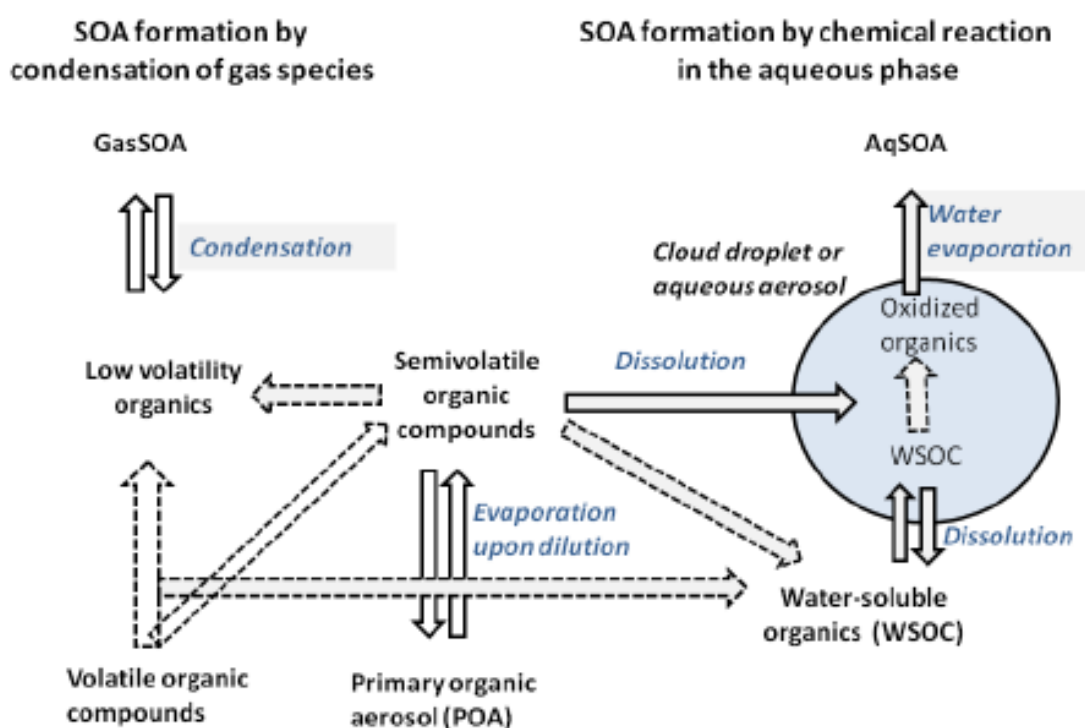 SOA formation by
condensation of gas species
SOA formation by chemical reaction
in the aqueous phase
GasSOA
AqSOA
Condensation
Water
evaporation
Cloud droplet or
aqueous aerosol
Oxidized
organics
Low volatility
organics
Semivolatile
organic
compounds
Dissolution
WSOC
Evaporation
upon dilution
Dissolution
Water-soluble
organics (WSOC)
Volatile organic
compounds
Primary organic
aerosol (POA)